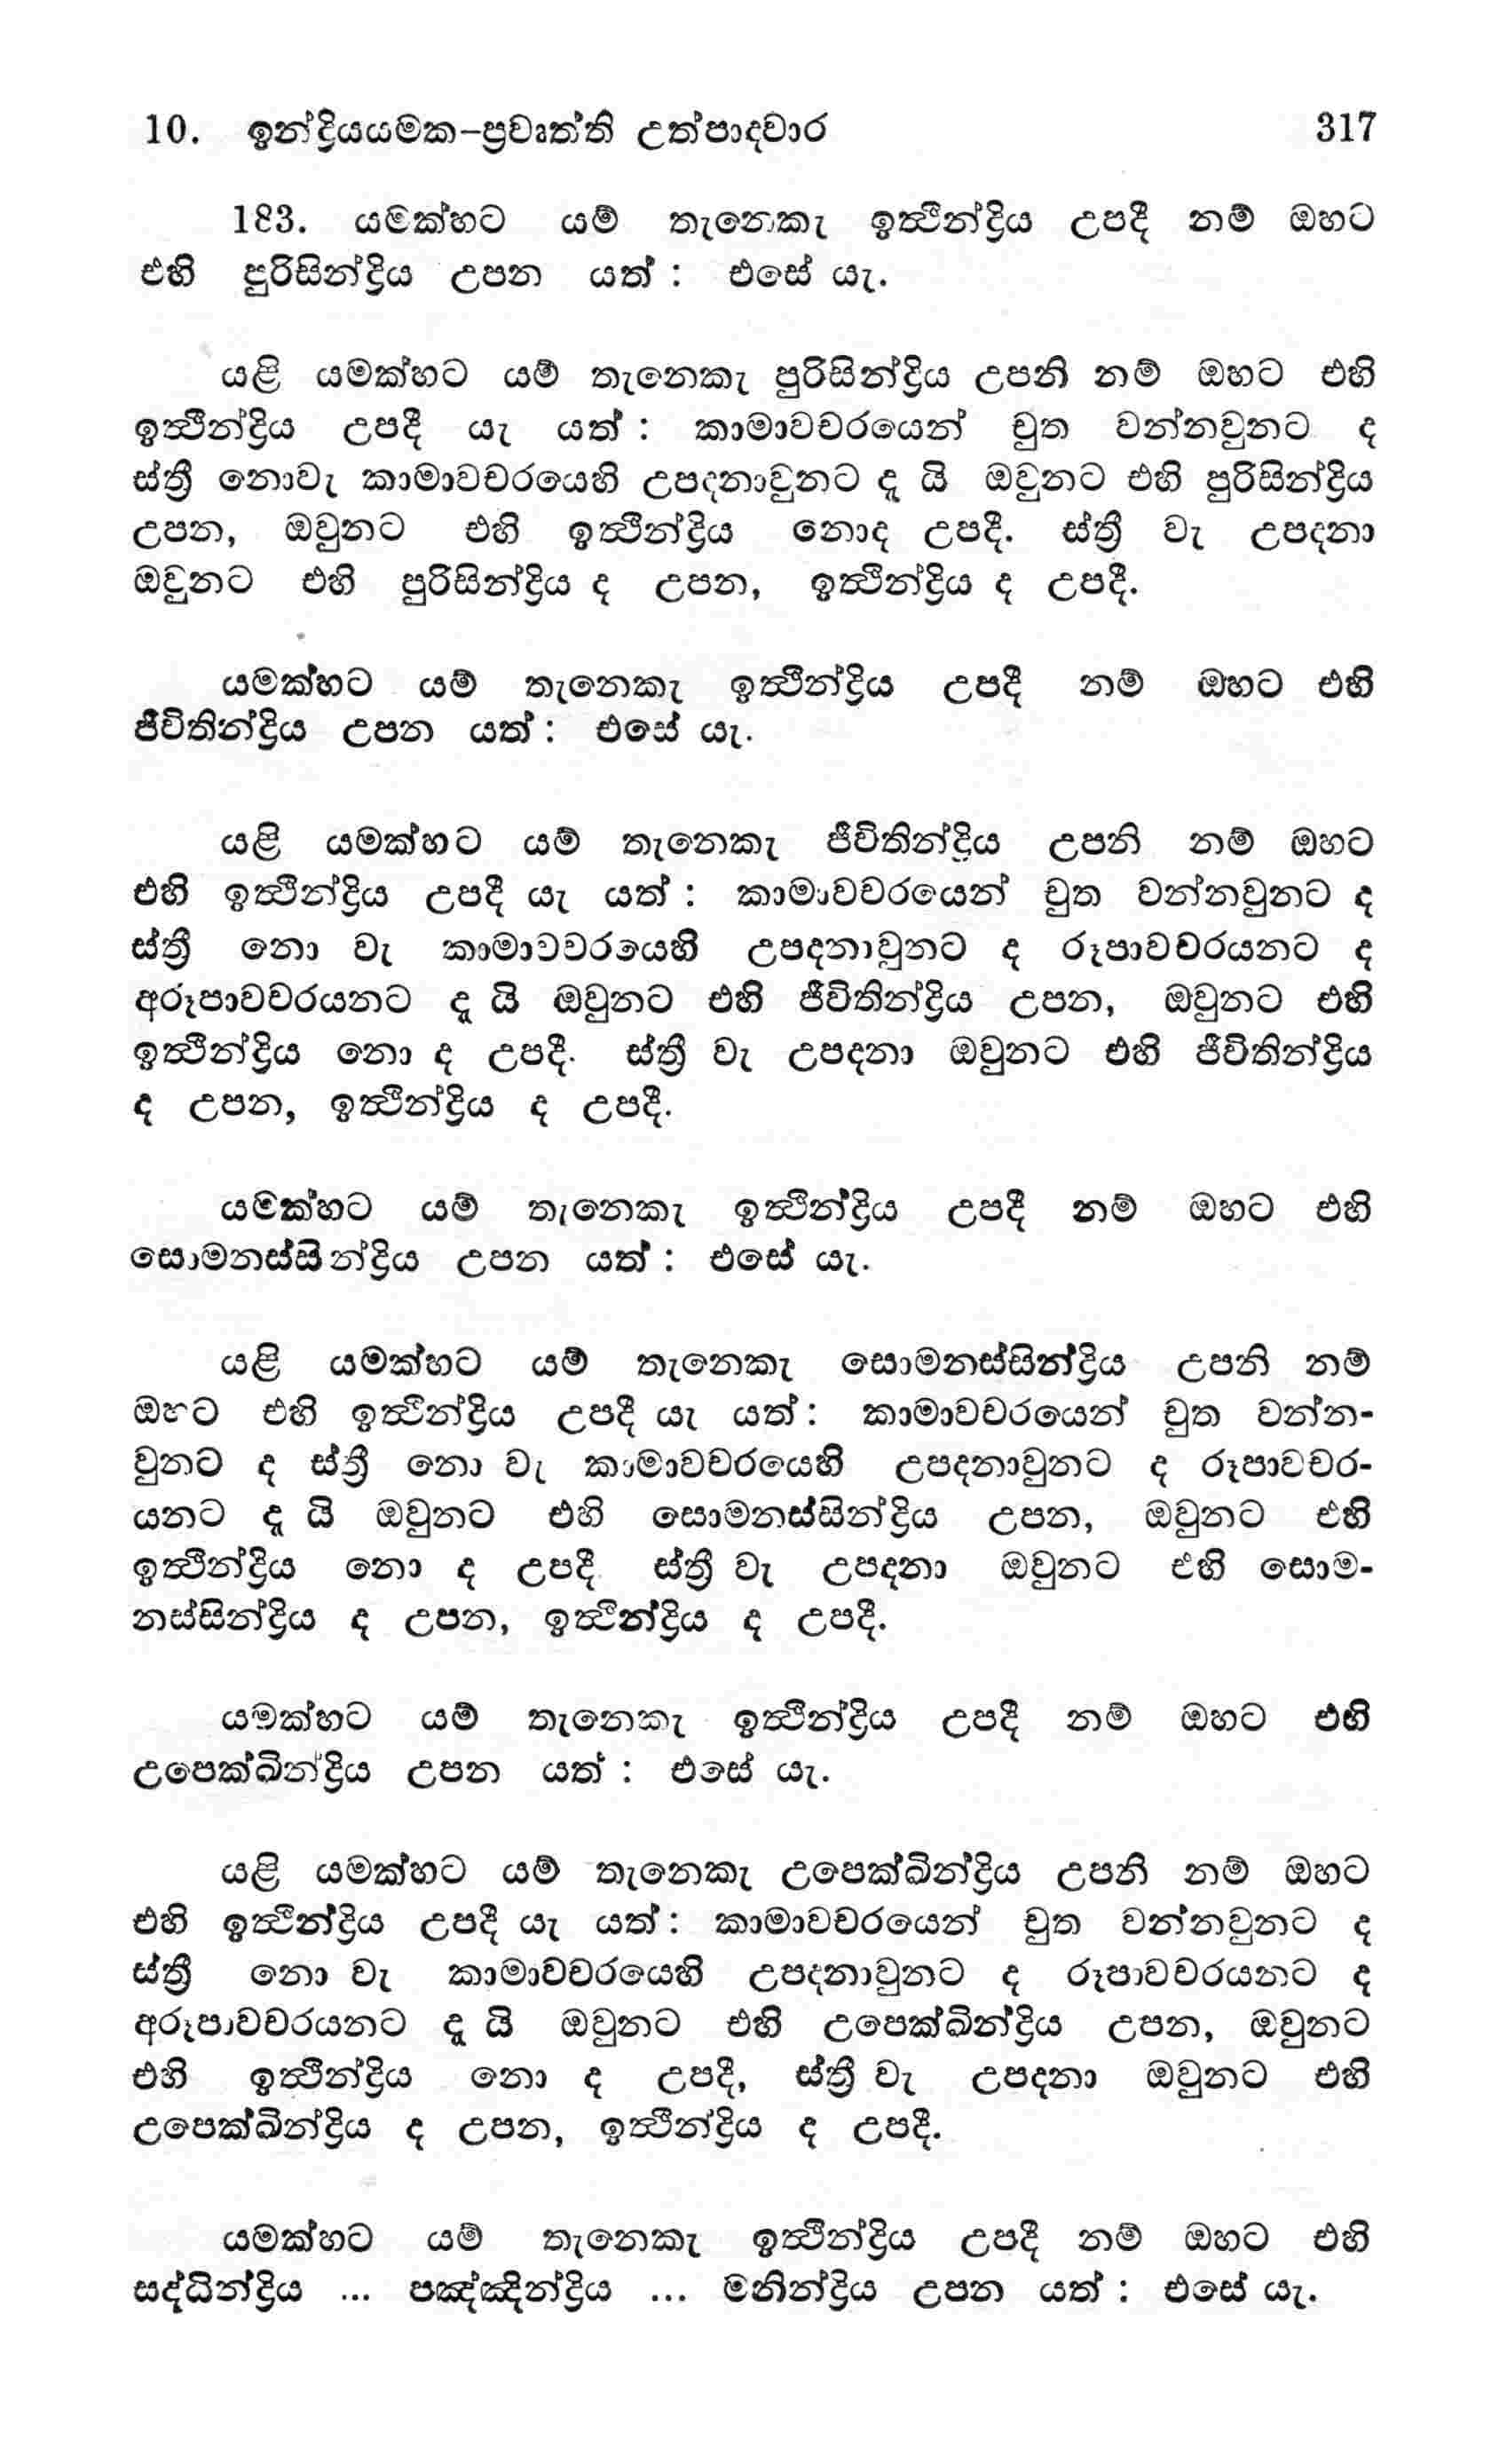 10. ඉන්ද්‍රියයමක-ප්‍රවෘත්ති උත්පාදවාර 317
183. යමක්හට යම් තැනෙකැ ඉත්‍ථින්ද්‍රිය උපදී නම් ඔහට
එහි පුරිසින්ද්‍රිය උපන යත් : එසේ යැ.
යළි යමක්හට යම් තැනෙකැ පුරිසින්ද්‍රිය උපනි නම් ඔහට එහි
ඉත්‍ථින්ද්‍රිය උපදී යැ යත් : කාමාවචරයෙන් චුත වන්නවුනට ද
ස්ත්‍රී නොවැ කාමාවචරයෙහි උපදනාවුනට ද යි ඔවුනට එහි පුරිසින්ද්‍රිය
උපන, ඔවුනට එහි ඉත්‍ථින්ද්‍රිය නොද උපදී. ස්ත්‍රී වැ උපදනා
ඔවුනට එහි පුරිසින්ද්‍රිය ද උපන, ඉත්‍ථින්ද්‍රිය ද උපදී.
යමක්හට යම් තැනෙකැ ඉත්‍ථින්ද්‍රිය උපදී නම් ඔහට එහි
ජීවිතින්ද්‍රිය උපන යත් : එසේ යැ.
යළි යමක්හට යම් තැනෙකැ ජීවිතින්ද්‍රිය උපනි නම් ඔහට
එහි ඉත්‍ථින්ද්‍රිය උපදී යැ යත් : කාමාවචරයෙන් චුත වන්නවුනට ද
ස්ත්‍රී නො වැ කාමාවචරයෙහි උපදනාවුනට ද රූපාවචරයනට ද
අරූපාවචරයනට ද යි ඔවුනට එහි ජීවිතින්ද්‍රිය උපන, ඔවුනට එහි
ඉත්‍ථින්ද්‍රිය නො ද උපදී. ස්ත්‍රී වැ උපදනා ඔවුනට එහි ජීවිතින්ද්‍රිය
ද උපන, ඉත්‍ථින්ද්‍රිය ද උපදී.
යමක්හට යම් තැනෙකැ ඉත්‍ථින්ද්‍රිය උපදී නම් ඔහට එහි
සොමනස්සින්ද්‍රිය උපන යත් : එසේ යැ.
යළි යමක්හට යම් තැනෙකැ සොමනස්සින්ද්‍රිය උපනි නම්
ඔහට එහි ඉත්‍ථින්ද්‍රිය උපදී යැ යත් : කාමාවචරයෙන් චුත වන්න-
වුනට ද ස්ත්‍රී නො වැ කාමාවචරයෙහි උපදනාවුනට ද රූපාවචර-
යනට ද යි ඔවුනට එහි සොමනස්සින්ද්‍රිය උපන, ඔවුනට එහි
ඉත්‍ථින්ද්‍රිය නො ද උපදී. ස්ත්‍රී වැ උපදනා ඔවුනට එහි සොම-
නස්සින්ද්‍රිය ද උපන, ඉත්‍ථින්ද්‍රිය ද උපදී.
යමක්හට යම් තැනෙකැ ඉත්‍ථින්ද්‍රිය උපදී නම් ඔහට එහි
උපෙක්ඛින්ද්‍රිය උපන යත් : එසේ යැ.
යළි යමක්හට යම් තැනෙකැ උපෙක්ඛින්ද්‍රිය උපනි නම් ඔහට
එහි ඉත්‍ථින්ද්‍රිය උපදී යැ යත් : කාමාවචරයෙන් චුත වන්නවුනට ද
ස්ත්‍රී නො වැ කාමාවචරයෙහි උපදනාවුනට ද රූපාවචරයනට ද
අරූපාවචරයනට ද යි ඔවුනට එහි උපෙක්ඛින්ද්‍රිය උපන, ඔවුනට
එහි ඉත්‍ථින්ද්‍රිය නො ද උපදී, ස්ත්‍රී වැ උපදනා ඔවුනට එහි
උපෙක්ඛින්ද්‍රිය ද උපන, ඉත්‍ථින්ද්‍රිය ද උපදී.
යමක්හට යම් තැනෙකැ ඉත්‍ථින්ද්‍රිය උපදී නම් ඔහට එහි
සද්ධින්ද්‍රිය ... පඤ්ඤින්ද්‍රිය ... මනින්ද්‍රිය උපන යත් : එසේ යැ.